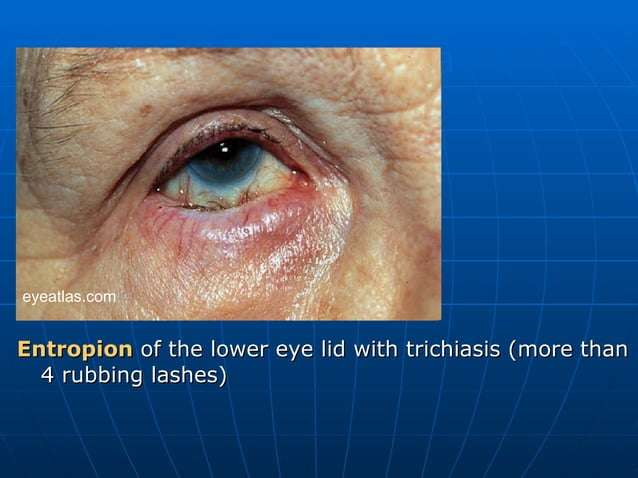 eyeatlas.com
Entropion of the lower eye lid with trichiasis (more than
4 rubbing lashes)